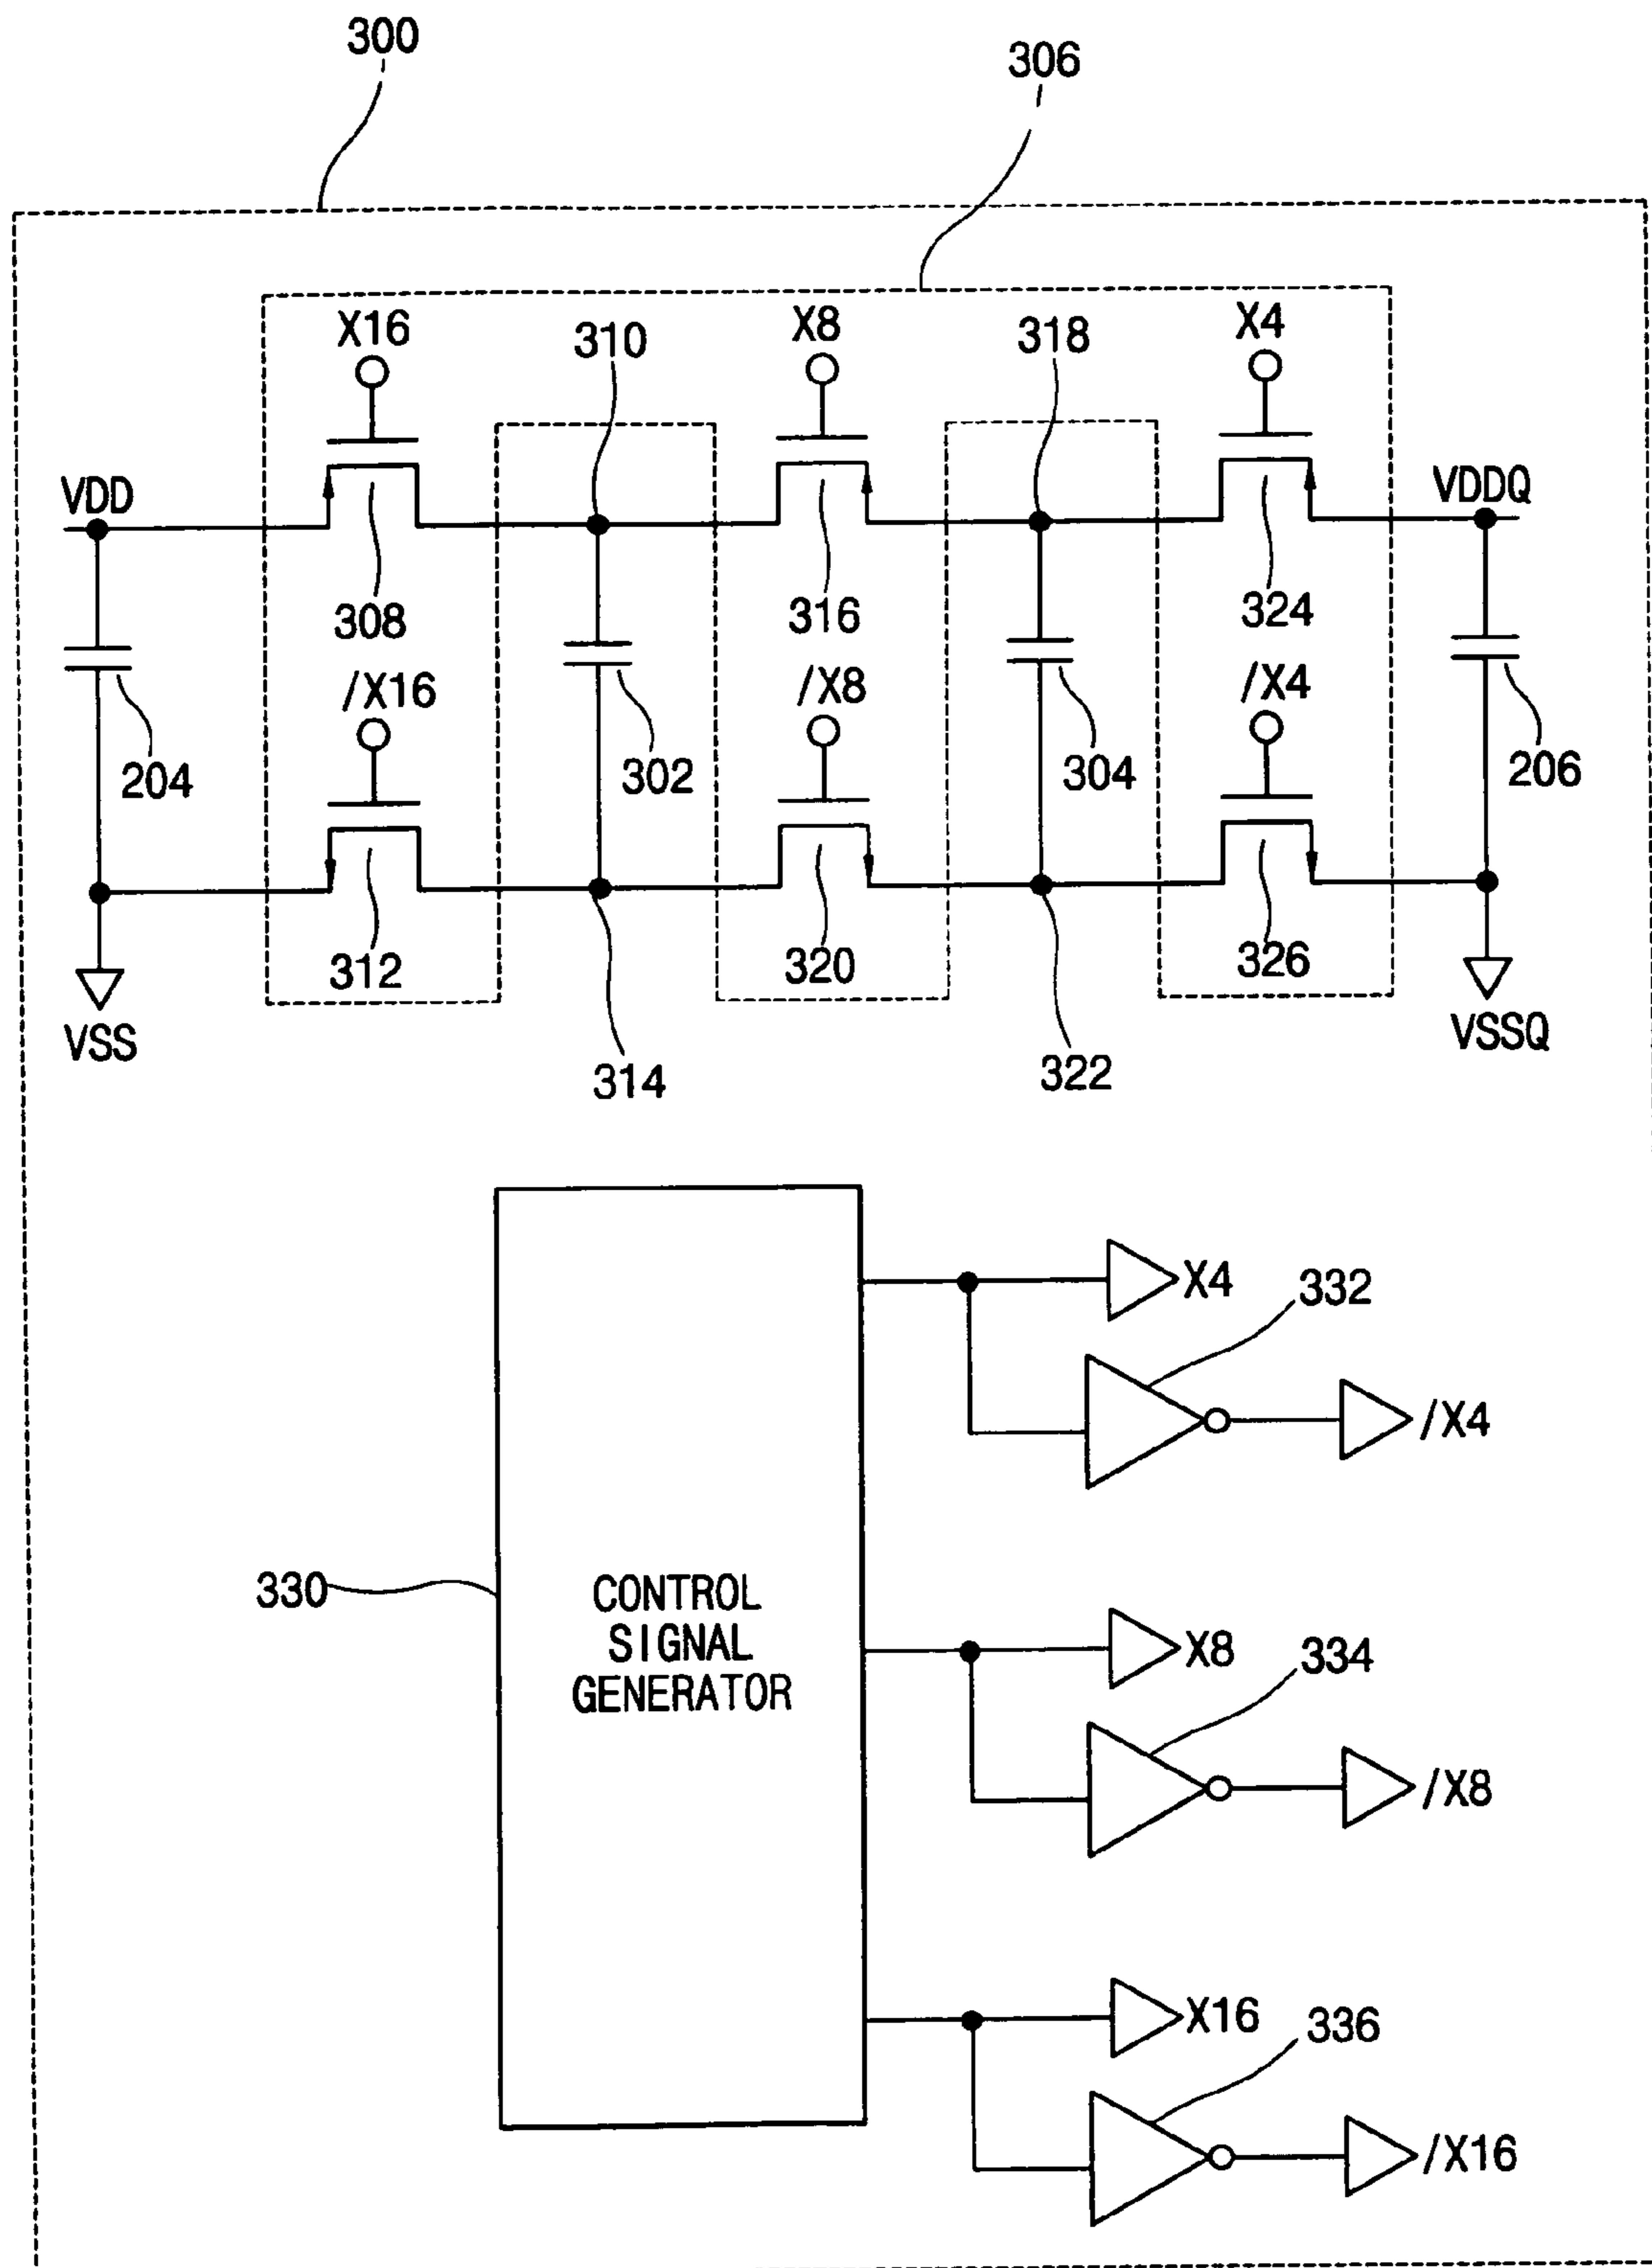 300
306
X16
310
X8
318
X4
VDD
VDDQ
308
316
324
/X16
/X8
/X4
204
302
304
206
312
320
326
VSS
VSSQ
314
322
X4
332
/X4
330
CONTROL
SIGNAL
GENERATOR
X8
334
/X8
X16
336
/X16